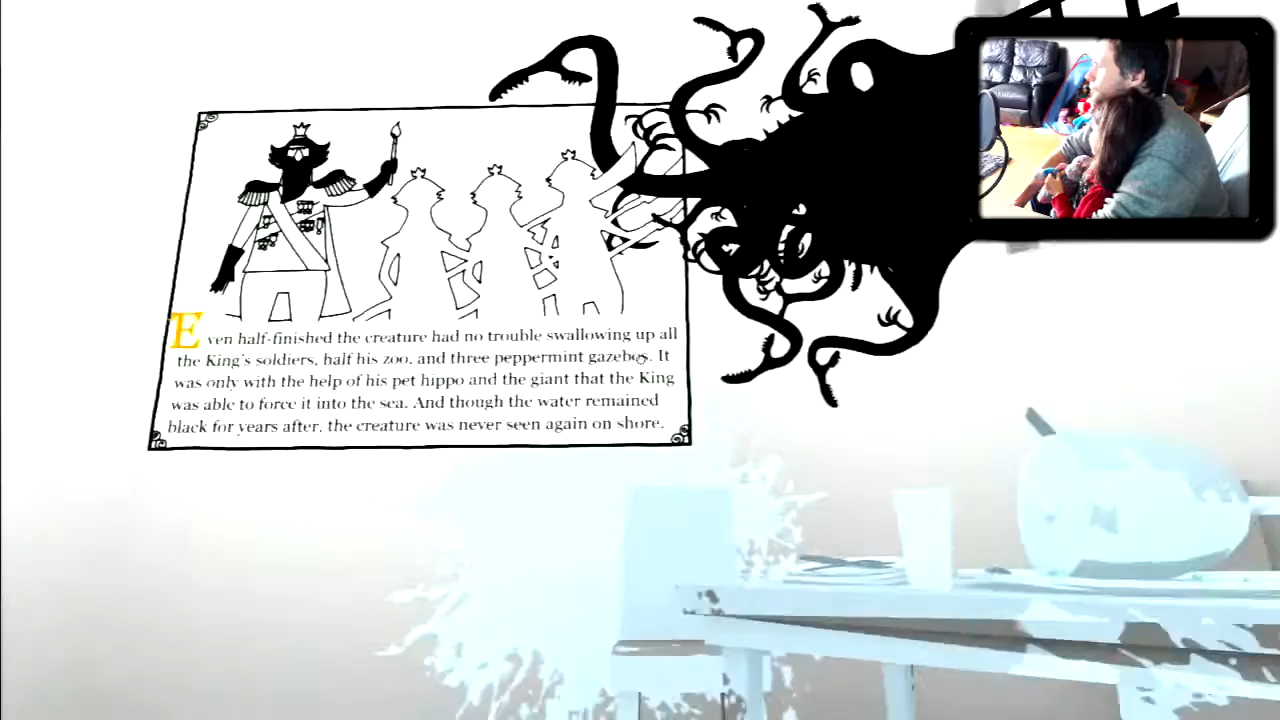 Even half-finished the creature had no trouble swallowing up all
the King's soldiers, half his zoo, and three peppermint gazebos. It
was only with the help of his pet hippo and the giant that the King
was able to force it into the sea. And though the water remained
black for years after, the creature was never seen again on shore.